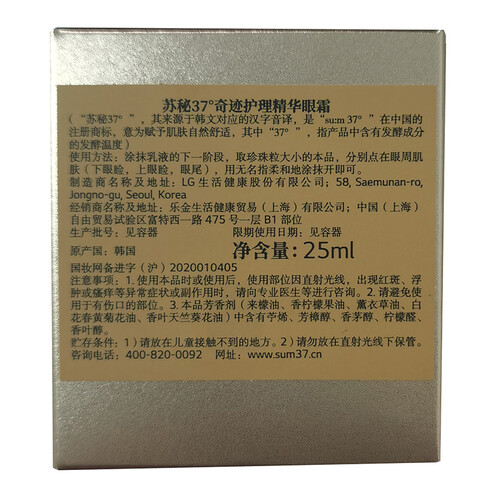 苏秘37°奇迹护理精华眼霜
（“苏秘37°”，其来源于韩文对应的汉字音译，是“su:m 37°”在中国的
注册商标，意为赋予肌肤自然舒适，其中“37°”，指产品中含有发酵成分
的发酵温度）
使用方法：涂抹乳液的下一阶段，取珍珠粒大小的本品，分别点在眼周肌
肤（下眼睑，上眼睑，眼尾），用无名指柔和地涂抹开即可。
制造商名称及地址：LG生活健康股份有限公司；58, Saemunan-ro,
Jongno-gu, Seoul, Korea
经销商名称及地址：乐金生活健康贸易（上海）有限公司；中国（上海）
自由贸易试验区富特西一路 475 号一层 B1 部位
生产批号：见容器 限期使用日期：见容器
原产国：韩国 净含量：25ml
国妆网备进字（沪）2020010405
注意事项：1. 使用本品时或使用后，使用部位因直射光线，出现红斑、浮
肿或瘙痒等异常症状或副作用时，请向专业医生等进行咨询。2. 请避免使
用于有伤口的部位。3. 本品芳香剂（米糠油、香柠檬果油、薰衣草油、白
花春黄菊花油、香叶天竺葵花油）中含有苧烯、芳樟醇、香茅醇、柠檬醛、
香叶醇。
贮存条件：1）请放在儿童接触不到的地方。2）请勿放在直射光线下保管。
咨询电话：400-820-0092 网址：www.sum37.cn